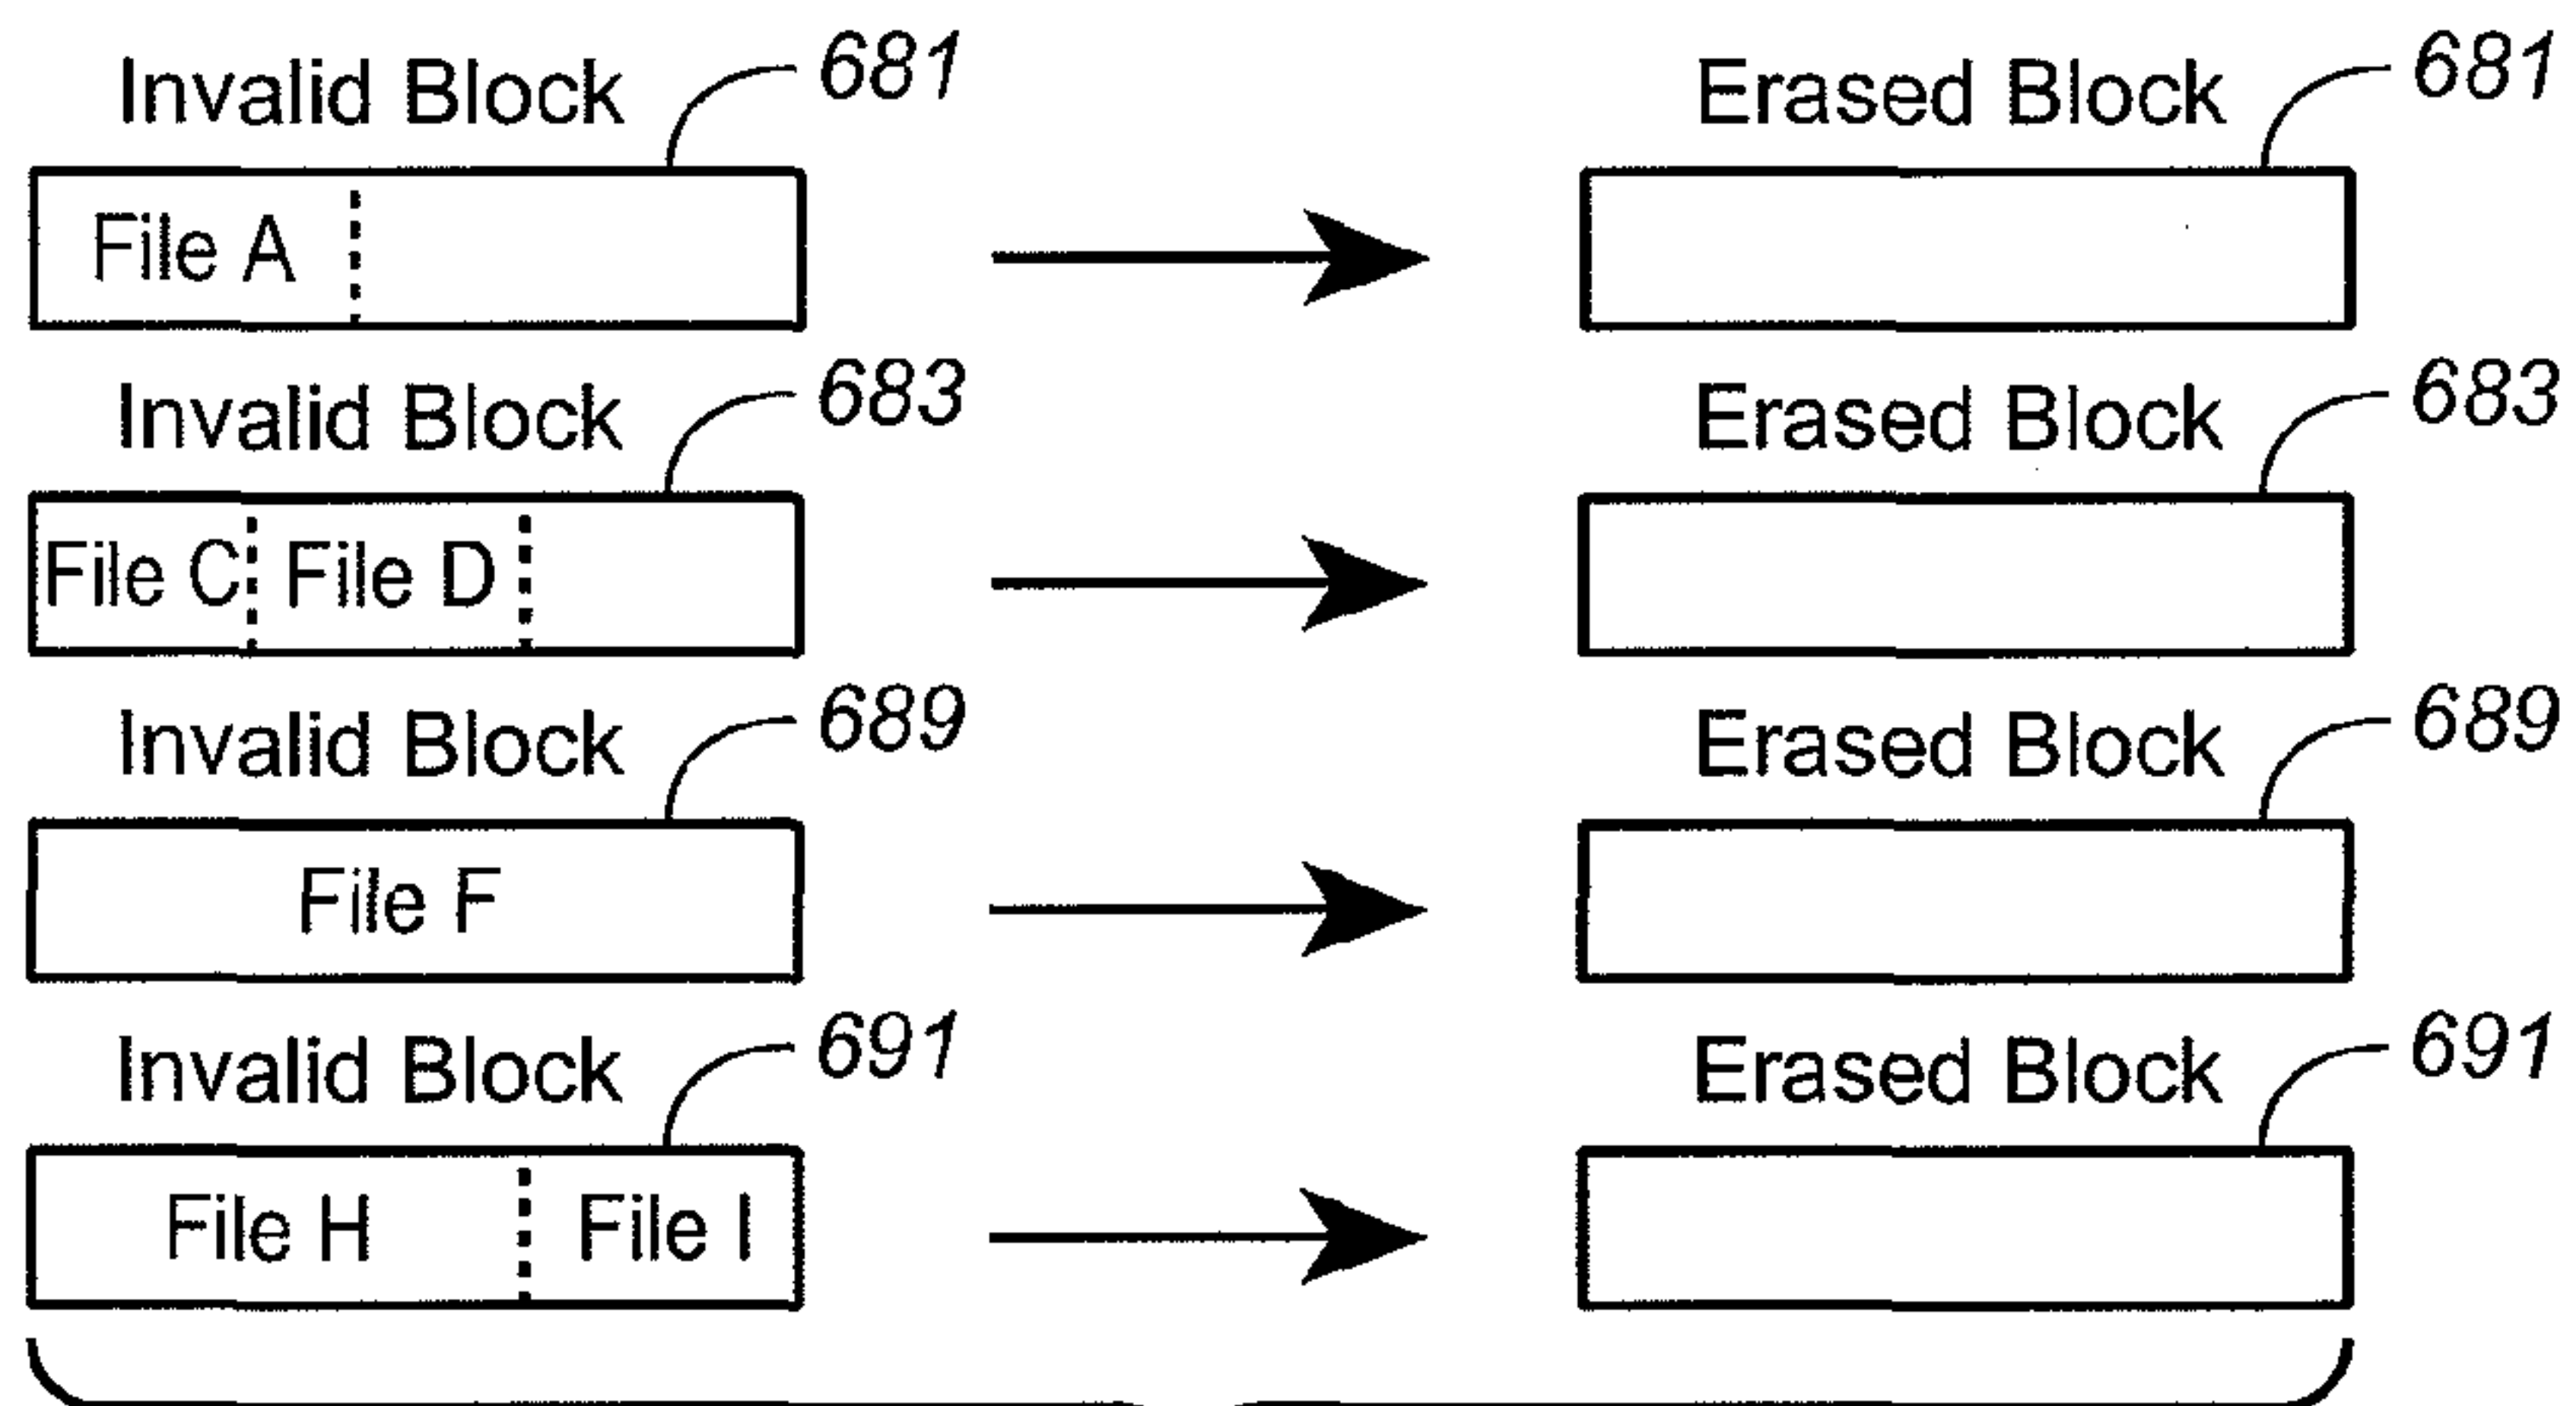 Invalid Block 681 Erased Block 681
File A
Invalid Block 683 Erased Block 683
File C File D
Invalid Block 689 Erased Block 689
File F
Invalid Block 691 Erased Block 691
File H File I